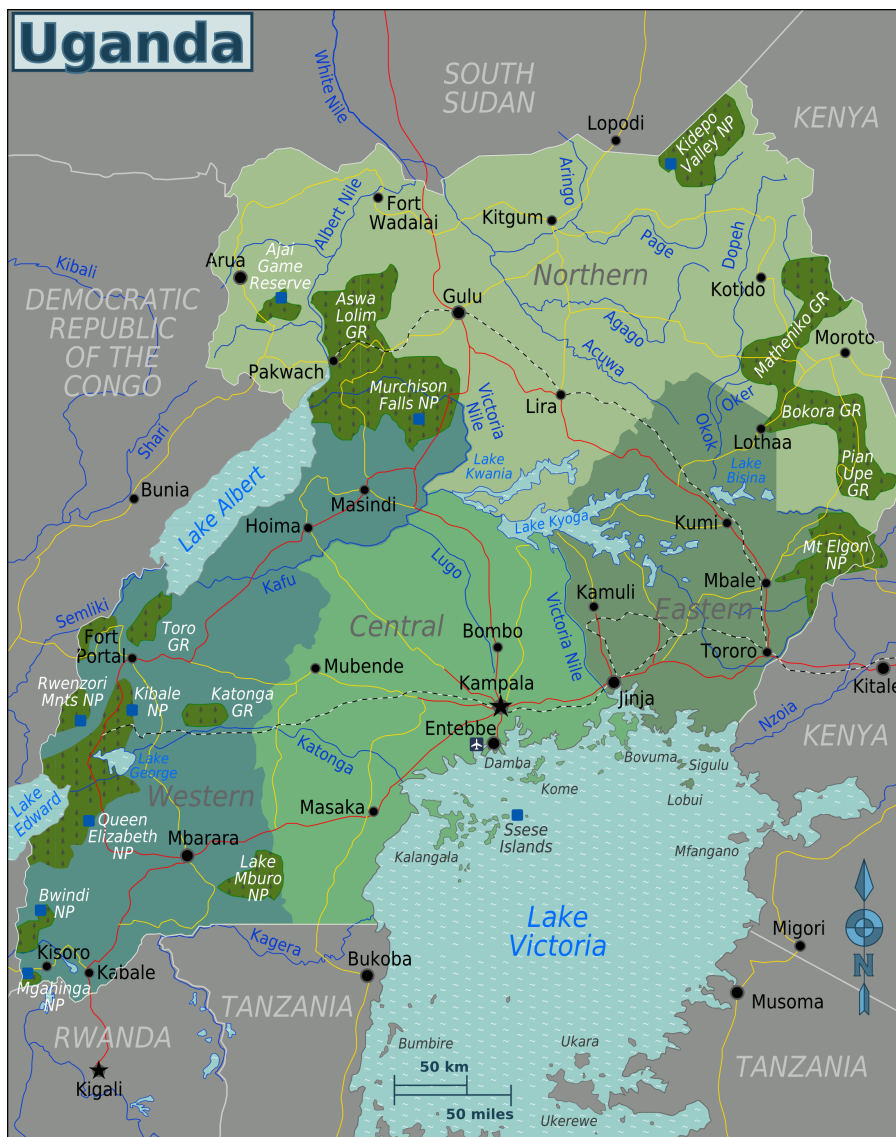 Uganda
White Nile
SOUTH
SUDAN
KENYA
Lopodi
Kidepo
Valley NP
Aringo
Albert Nile
Fort
Wadalai
Kitgum
Page
Dopeh
Kibali
Arua
Ajai
Game
Reserve
Northern
DEMOCRATIC
REPUBLIC
OF THE
CONGO
Aswa
Lolim
GR
Gulu
Kotido
Matheniko GR
Agago
Moroto
Pakwach
Acuwa
Murchison
Falls NP
Victoria
Nile
Lira
Oker
Okok
Bokora GR
Lothaa
Shari
Pian
Upe
GR
Lake
Kwania
Lake
Bisina
Bunia
Lake Albert
Masindi
Hoima
Lake Kyoga
Kumi
Mt Elgon
NP
Lugo
Kafu
Mbale
Semliki
Victoria Nile
Kamuli
Eastern
Toro
GR
Central
Fort
Portal
Bombo
Tororo
Mubende
Kampala
Kitale
Rwenzori
Mnts NP
Kibale
NP
Katonga
GR
Jinja
Nzoia
Entebbe
KENYA
Katonga
Lake
George
Damba
Bovuma
Sigulu
Lake
Edward
Western
Kome
Lobui
Masaka
Queen
Elizabeth
NP
Ssese
Islands
Mbarara
Kalangala
Mfangano
Lake
Mburo
NP
Bwindi
NP
Lake
Victoria
Kagera
Migori
N
Kisoro
Kabale
Bukoba
Mgahinga
NP
TANZANIA
Musoma
RWANDA
Bumbire
Ukara
TANZANIA
50 km
Kigali
50 miles
Ukerewe